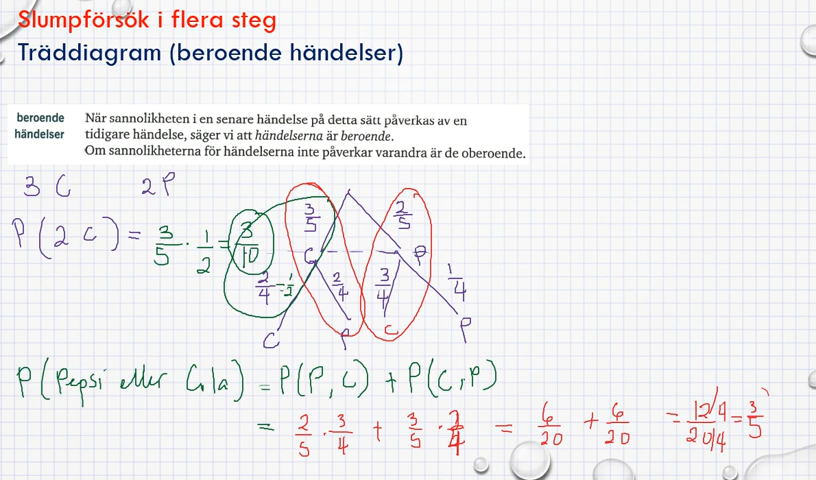 Slumpförsök i flera steg
Träddiagram (beroende händelser)
beroende händelser
När sannolikheten i en senare händelse på detta sätt påverkas av en
tidigare händelse, säger vi att händelserna är beroende.
Om sannolikheterna för händelserna inte påverkar varandra är de oberoende.
3 C 2 P
P(2 C) = 3/5 · 1/2 = 3/10
3/5 2/5
C P
2/4 = 1/2 2/4 3/4 1/4
C P C P
P(Pepsi eller Cola) = P(P, C) + P(C, P)
= 2/5 · 3/4 + 3/5 · 2/4 = 6/20 + 6/20 = 12/4 / 20/4 = 3/5